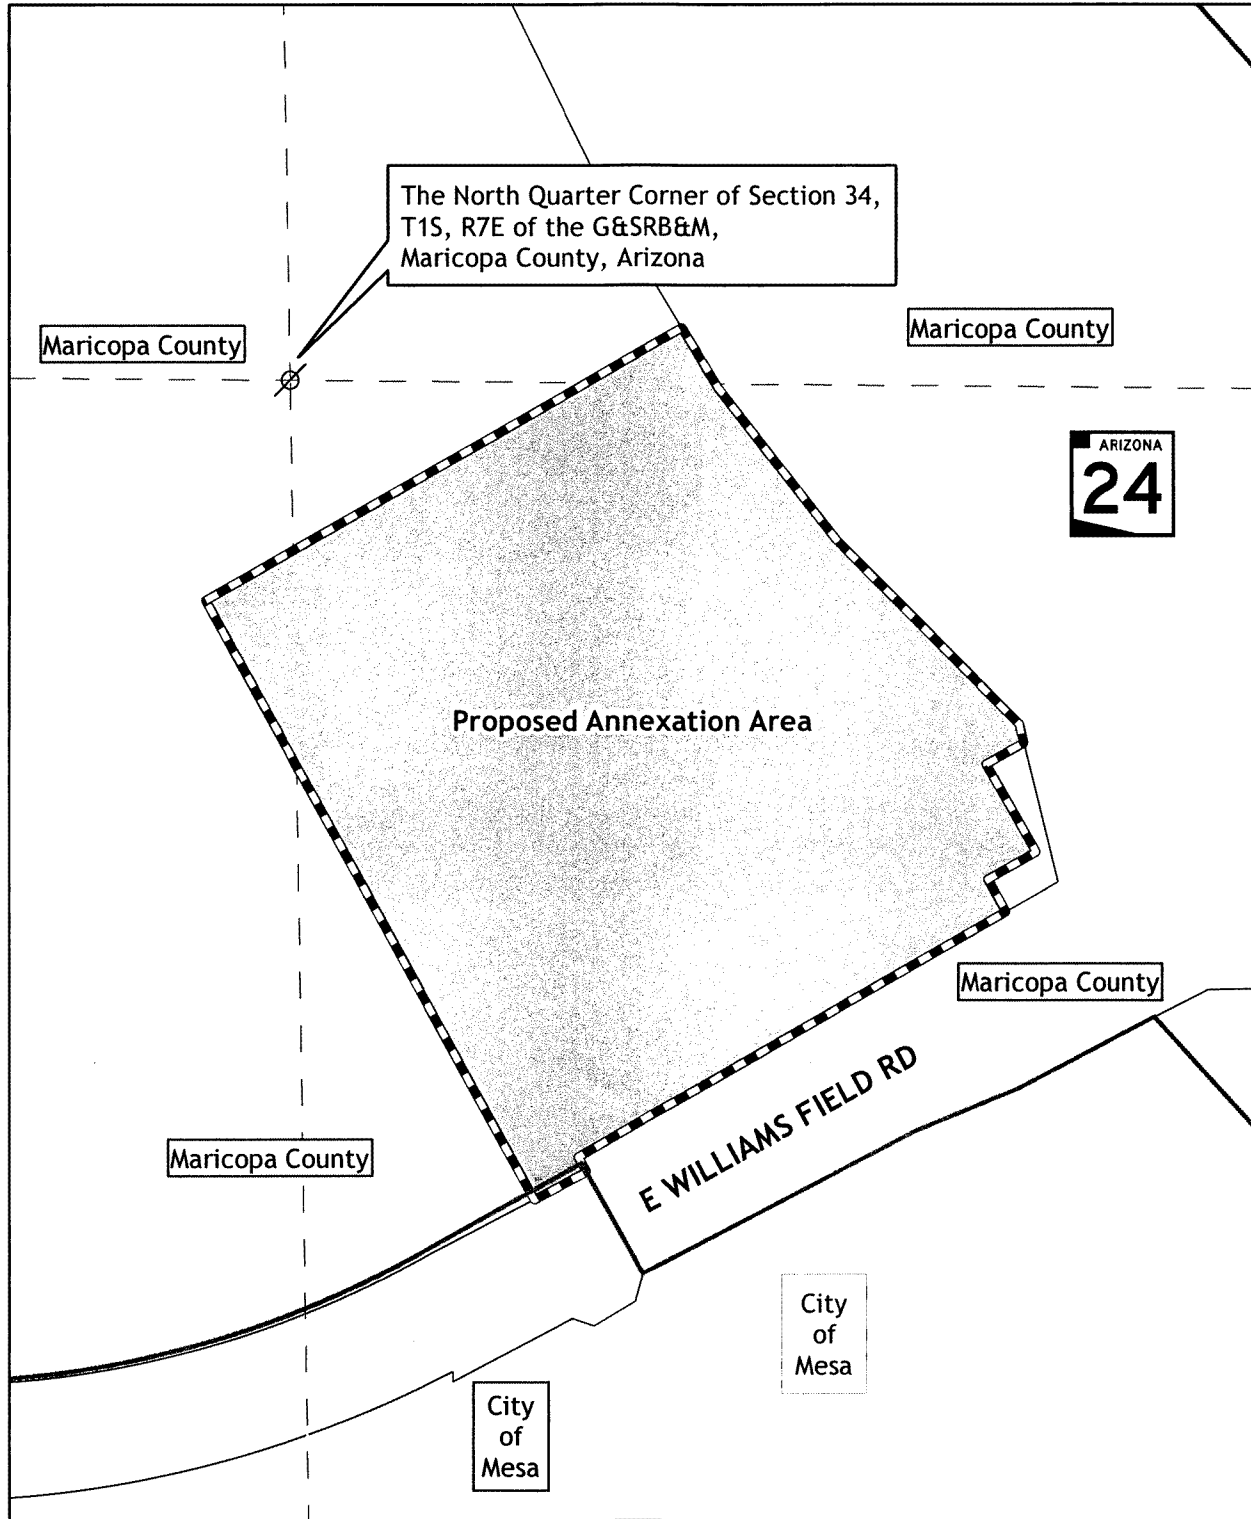 The North Quarter Corner of Section 34,
T1S, R7E of the G&SRB&M,
Maricopa County, Arizona
Maricopa County
Maricopa County
ARIZONA
24
Proposed Annexation Area
Maricopa County
E WILLIAMS FIELD RD
Maricopa County
City
of
Mesa
City
of
Mesa